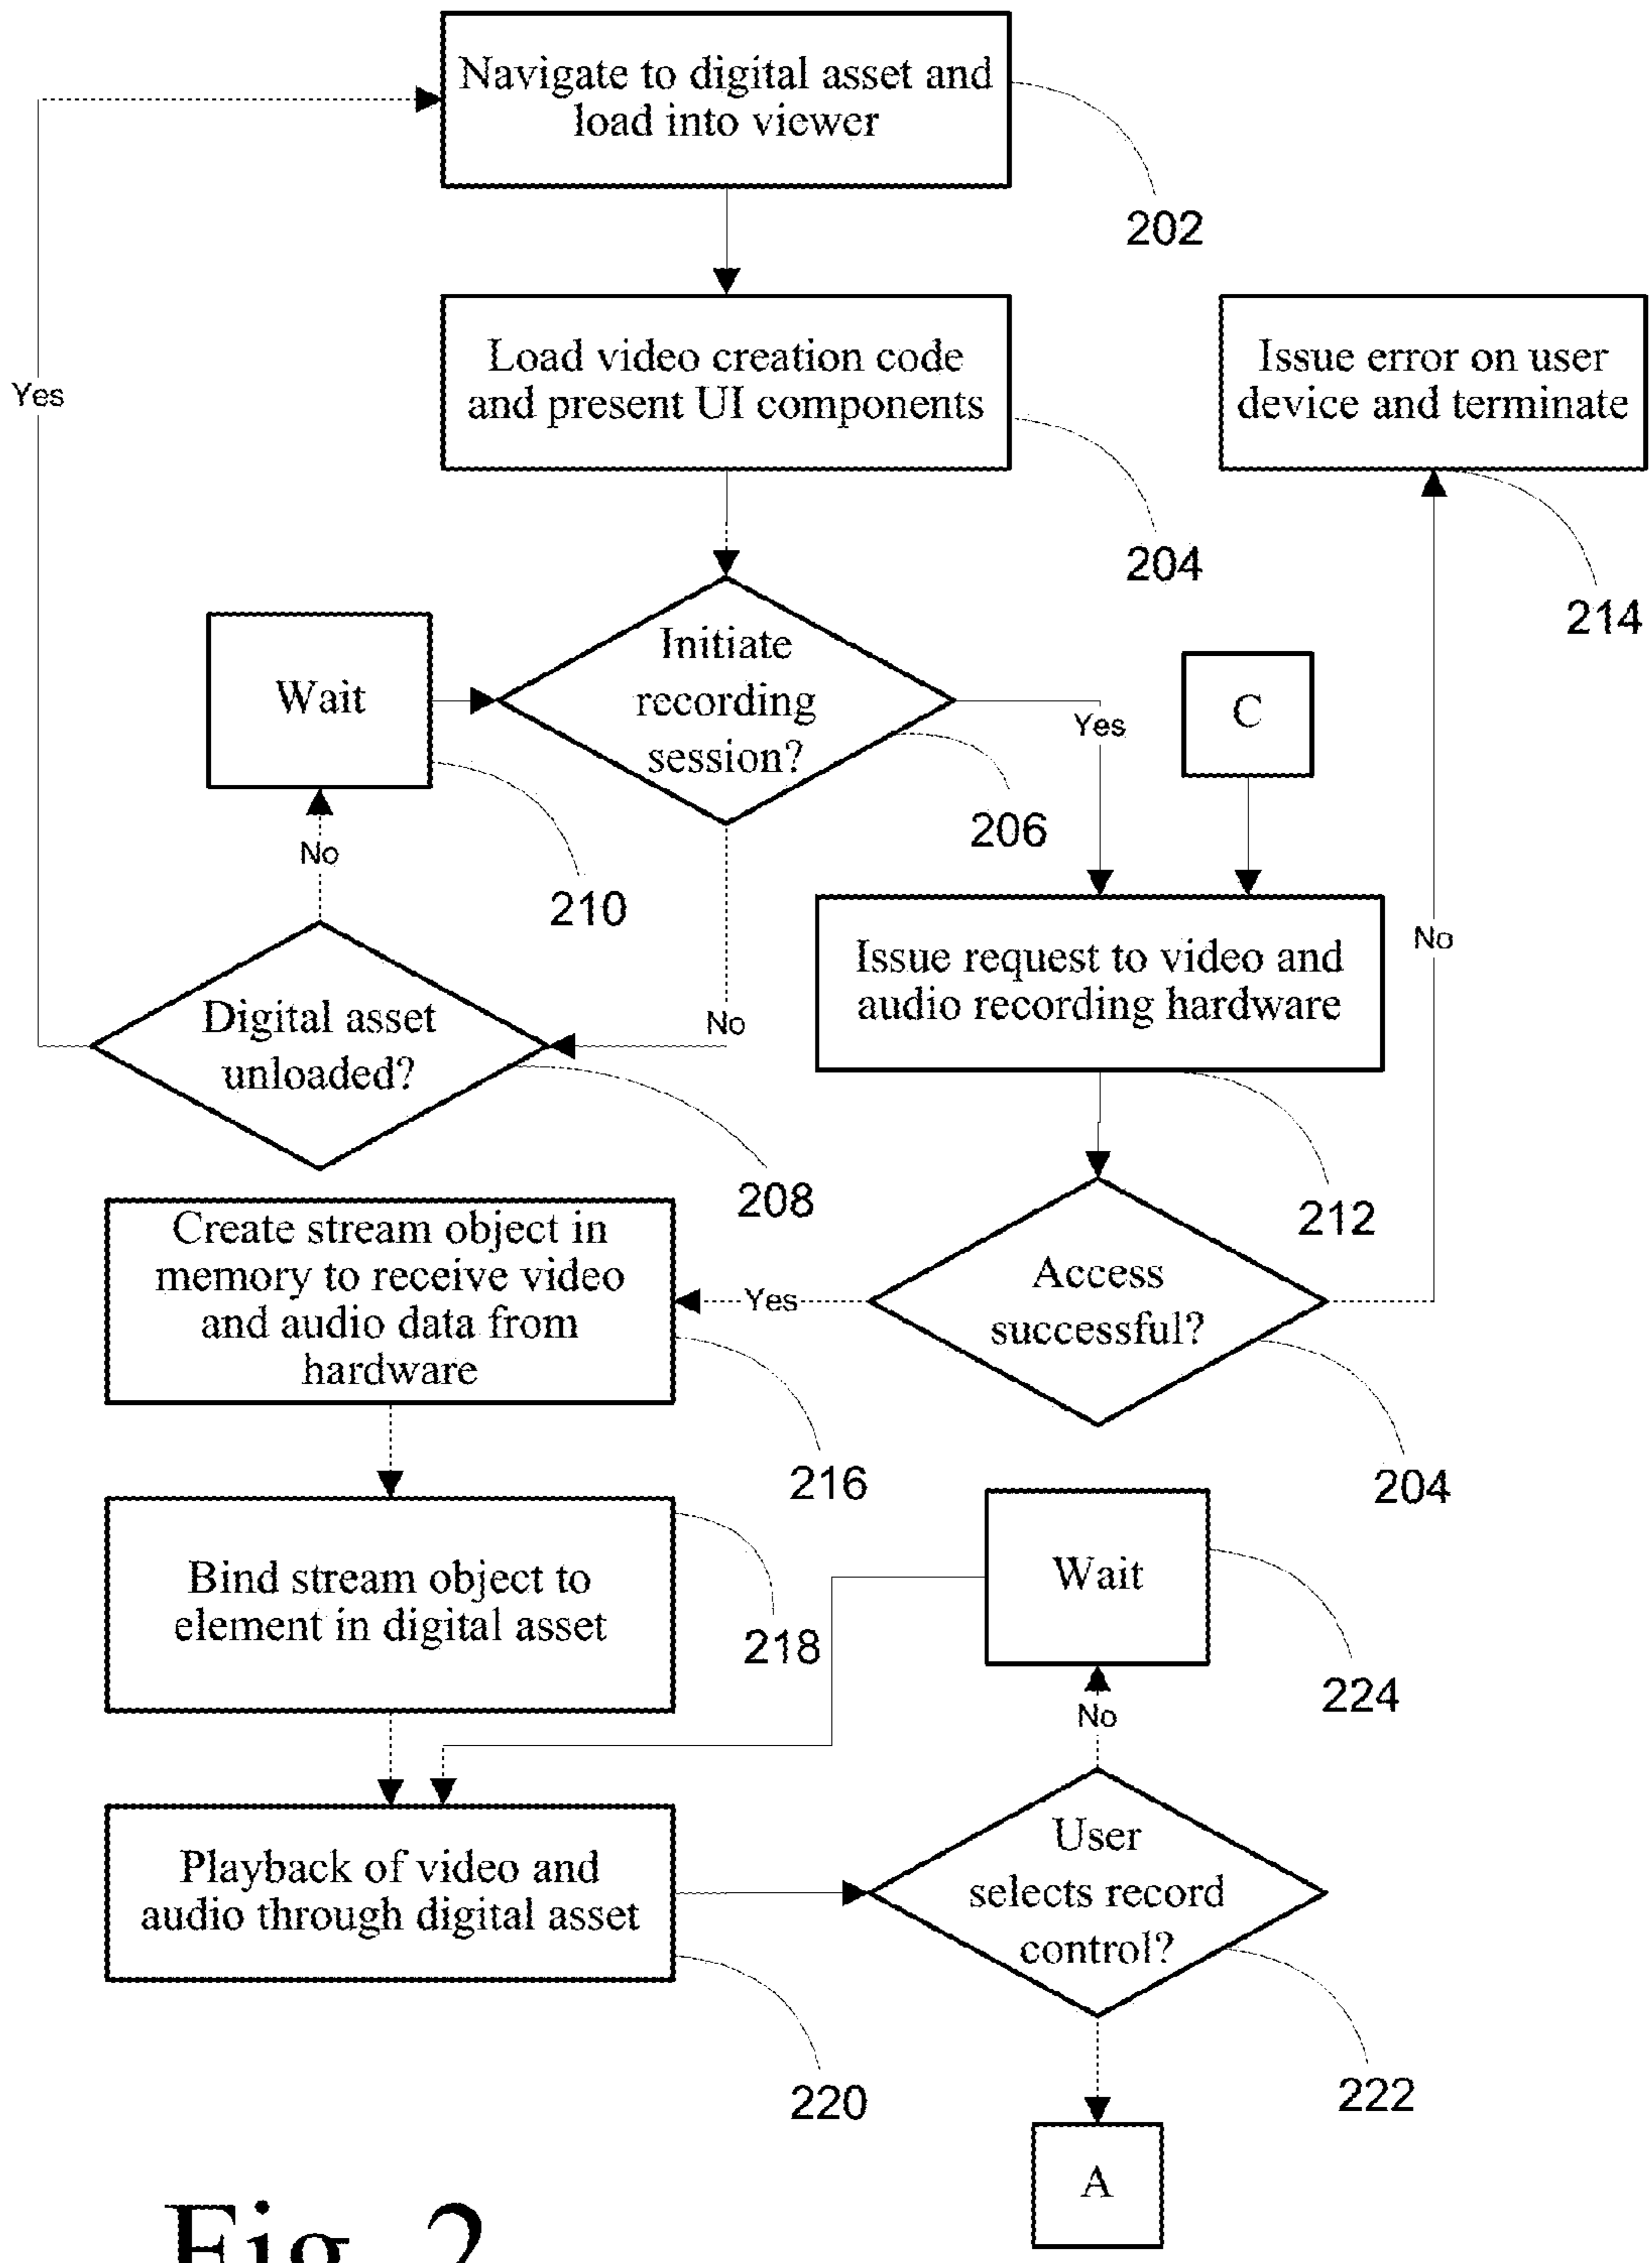 Navigate to digital asset and
load into viewer
202
Yes
Load video creation code
and present UI components
204
Issue error on user
device and terminate
214
Wait
210
Initiate
recording
session?
206
Yes
C
No
No
Digital asset
unloaded?
208
No
Issue request to video and
audio recording hardware
212
Access
successful?
204
Yes
Create stream object in
memory to receive video
and audio data from
hardware
216
Bind stream object to
element in digital asset
218
Wait
224
No
Playback of video and
audio through digital asset
220
User
selects record
control?
222
A
Fig. 2